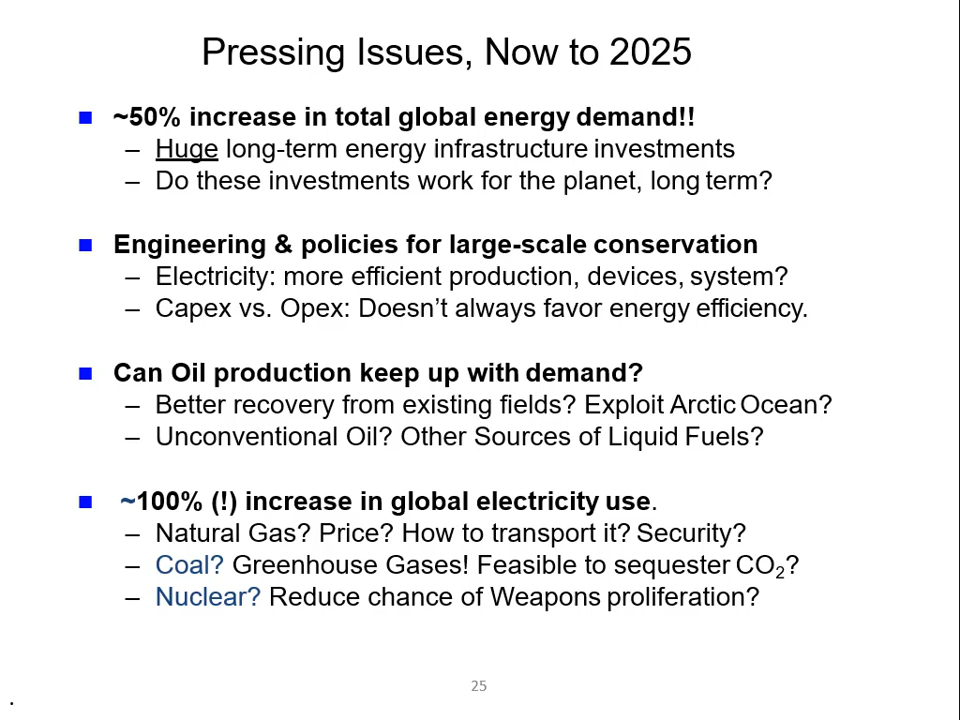 Pressing Issues, Now to 2025
■ ~50% increase in total global energy demand!!
– Huge long-term energy infrastructure investments
– Do these investments work for the planet, long term?
■ Engineering & policies for large-scale conservation
– Electricity: more efficient production, devices, system?
– Capex vs. Opex: Doesn’t always favor energy efficiency.
■ Can Oil production keep up with demand?
– Better recovery from existing fields? Exploit Arctic Ocean?
– Unconventional Oil? Other Sources of Liquid Fuels?
■ ~100% (!) increase in global electricity use.
– Natural Gas? Price? How to transport it? Security?
– Coal? Greenhouse Gases! Feasible to sequester CO₂?
– Nuclear? Reduce chance of Weapons proliferation?
25
.